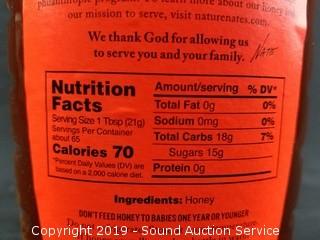 philanthropic program. To learn more about our honey and
our mission to serve, visit naturenates.com.
We thank God for allowing us
to serve you and your family.
NATE
Nutrition
Facts
Serving Size 1 Tbsp (21g)
Servings Per Container
about 65
Calories 70
*Percent Daily Values (DV) are
based on a 2,000 calorie diet.
Amount/serving % DV*
Total Fat 0g 0%
Sodium 0mg 0%
Total Carbs 18g 7%
Sugars 15g
Protein 0g
Ingredients: Honey
DON'T FEED HONEY TO BABIES ONE YEAR OR YOUNGER
Copyright 2019 - Sound Auction Service